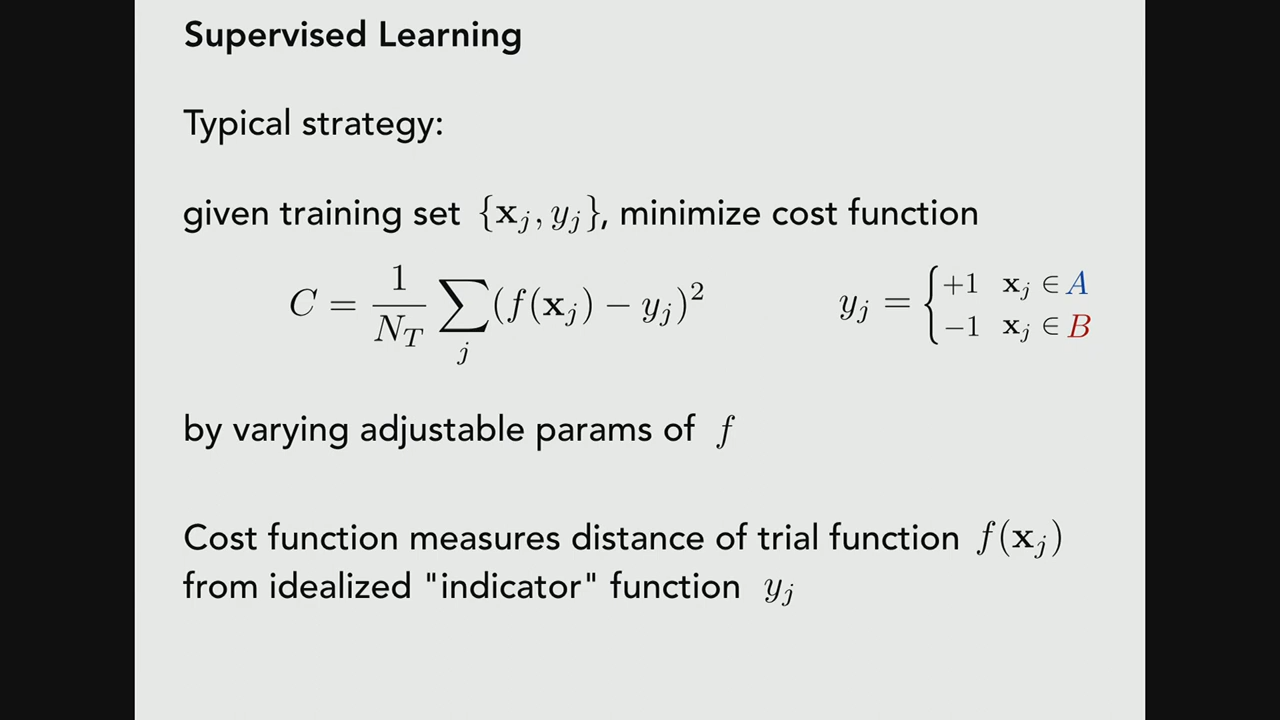 Supervised Learning
Typical strategy:
given training set {x_j, y_j}, minimize cost function
C = \frac{1}{N_T} \sum_j (f(x_j) − y_j)^2    y_j = { +1  x_j ∈ A
−1  x_j ∈ B
by varying adjustable params of f
Cost function measures distance of trial function f(x_j)
from idealized "indicator" function y_j